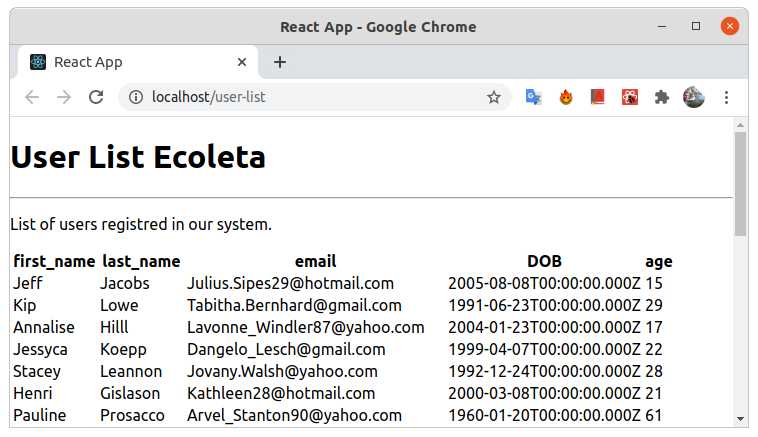 React App - Google Chrome
React App
localhost/user-list
User List Ecoleta
List of users registred in our system.
first_name last_name email DOB age
Jeff Jacobs Julius.Sipes29@hotmail.com 2005-08-08T00:00:00.000Z 15
Kip Lowe Tabitha.Bernhard@gmail.com 1991-06-23T00:00:00.000Z 29
Annalise Hilll Lavonne_Windler87@yahoo.com 2004-01-23T00:00:00.000Z 17
Jessyca Koepp Dangelo_Lesch@gmail.com 1999-04-07T00:00:00.000Z 22
Stacey Leannon Jovany.Walsh@yahoo.com 1992-12-24T00:00:00.000Z 28
Henri Gislason Kathleen28@hotmail.com 2000-03-08T00:00:00.000Z 21
Pauline Prosacco Arvel_Stanton90@yahoo.com 1960-01-20T00:00:00.000Z 61